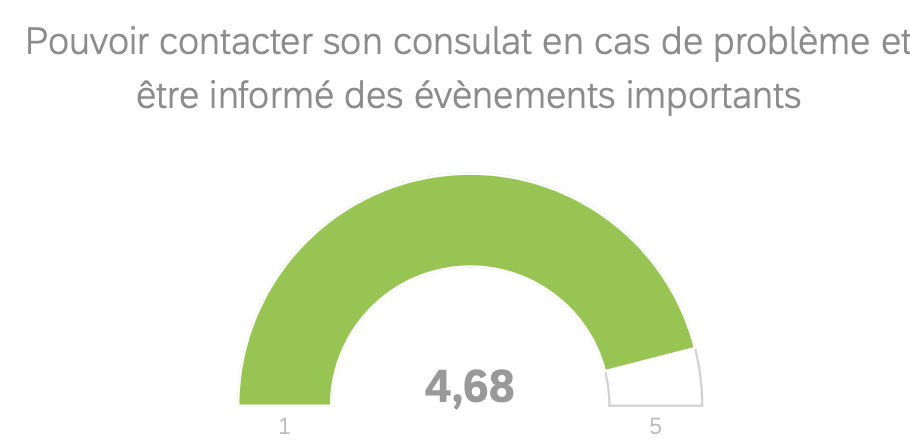 Pouvoir contacter son consulat en cas de problème et
être informé des évènements importants
4,68
1
5